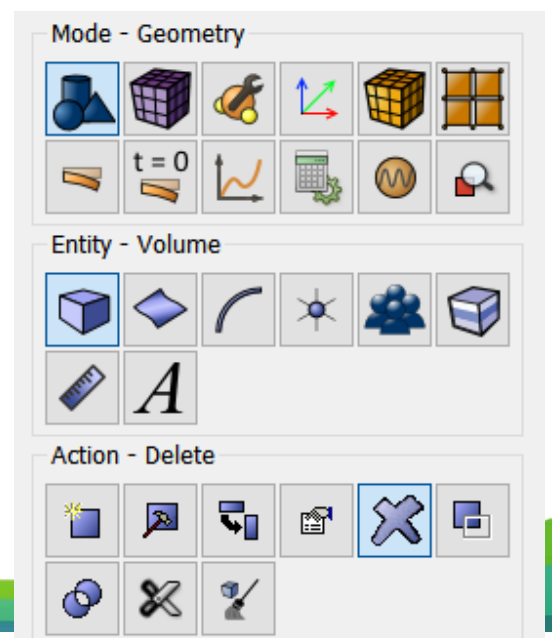 Mode - Geometry
t = 0
Entity - Volume
A
Action - Delete